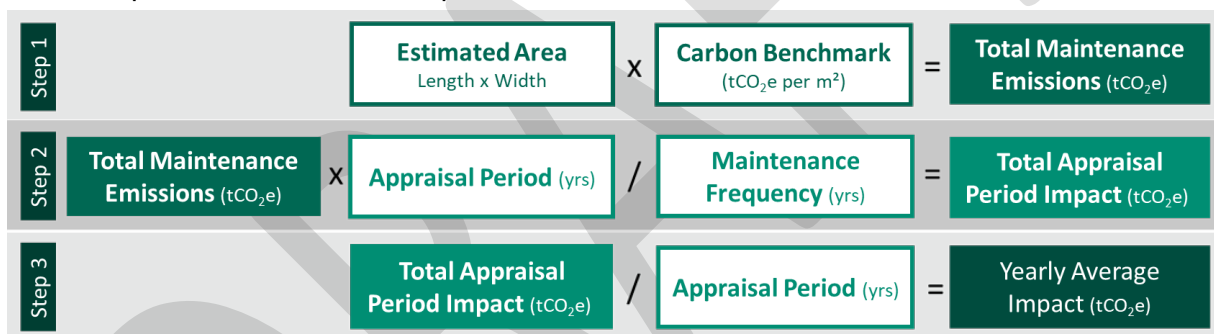 Step 1
Estimated Area
Length x Width
x
Carbon Benchmark
(tCO₂e per m²)
=
Total Maintenance
Emissions (tCO₂e)
Step 2
Total Maintenance
Emissions (tCO₂e)
x
Appraisal Period (yrs)
/
Maintenance
Frequency (yrs)
=
Total Appraisal
Period Impact (tCO₂e)
Step 3
Total Appraisal
Period Impact (tCO₂e)
/
Appraisal Period (yrs)
=
Yearly Average
Impact (tCO₂e)